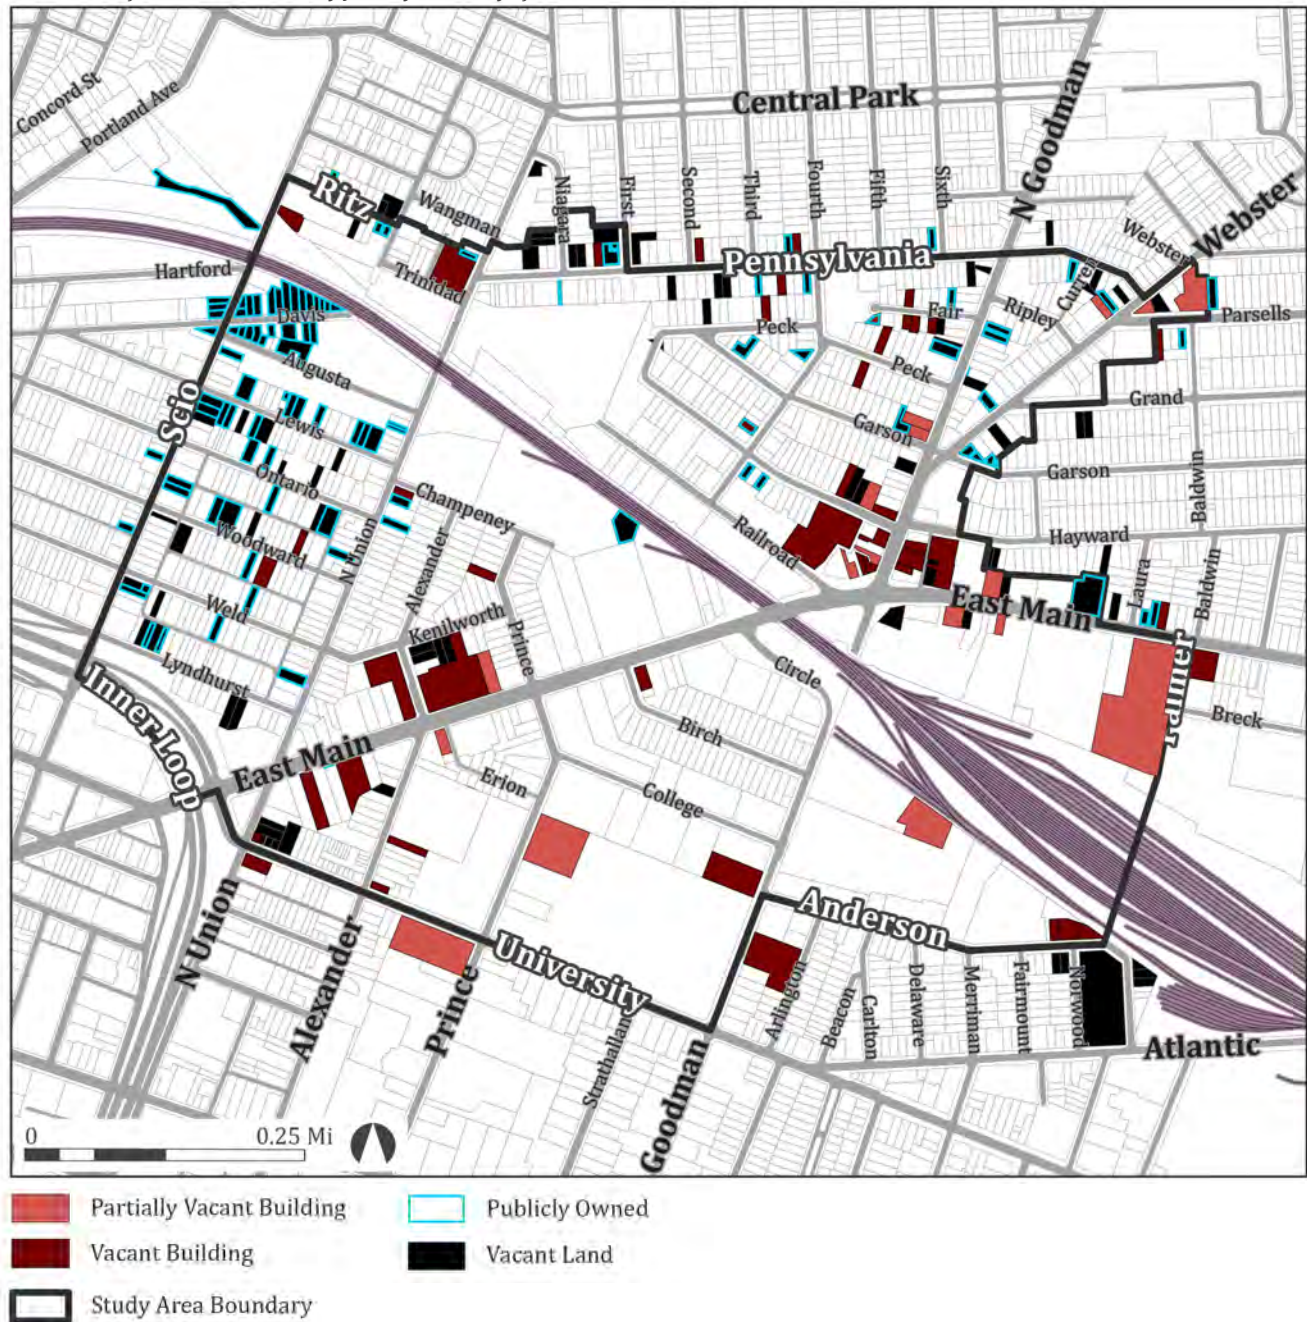 Concord St
Portland Ave
Central Park
N Goodman
Ritz
Wangman
Niagara
First
Second
Third
Fourth
Fifth
Sixth
Webster
Webster
Hartford
Trinidad
Pennsylvania
Curren
Ripley
Fair
Parsells
Davis
Peck
Peck
Augusta
Scio
Lewis
Grand
Garson
Garson
Ontario
Champeney
Baldwin
Railroad
Hayward
Woodward
N Union
Alexander
Laura
Baldwin
Weld
Kenilworth
Prince
East Main
Palmer
Lyndhurst
Circle
Inner Loop
Birch
Breck
East Main
Erion
College
N Union
Alexander
Prince
University
Anderson
Arlington
Beacon
Carlton
Delaware
Merriman
Fairmount
Norwood
Strathallan
Goodman
Atlantic
0 0.25 Mi
Partially Vacant Building
Publicly Owned
Vacant Building
Vacant Land
Study Area Boundary